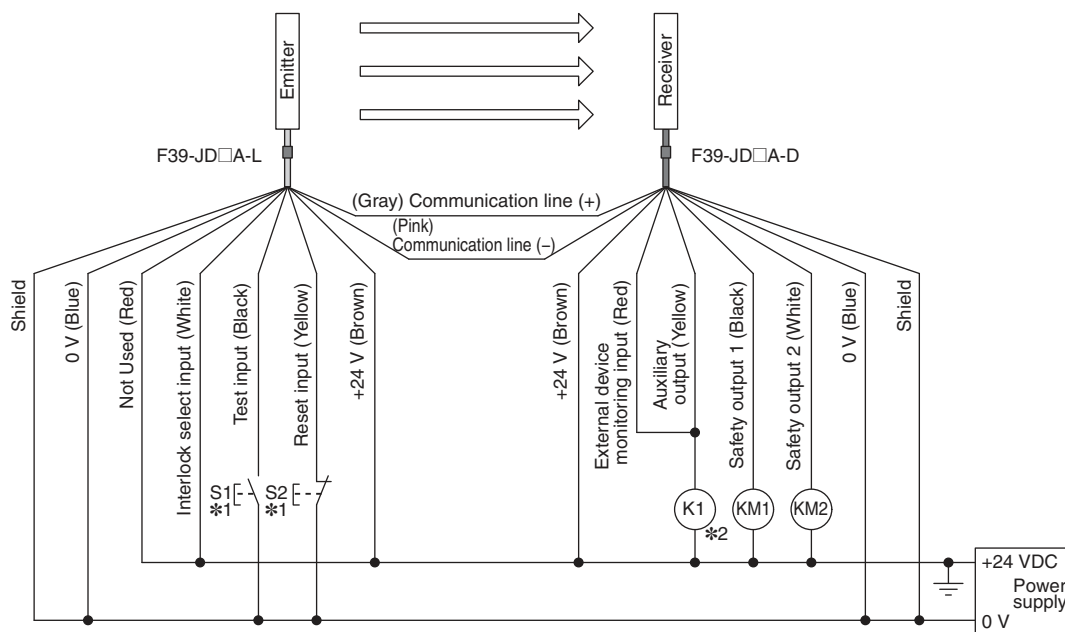 Emitter
Receiver
F39-JD□A-L
F39-JD□A-D
(Gray) Communication line (+)
(Pink)
Communication line (–)
Shield
0 V (Blue)
Not Used (Red)
Interlock select input (White)
Test input (Black)
Reset input (Yellow)
+24 V (Brown)
+24 V (Brown)
External device
monitoring input (Red)
Auxiliary
output (Yellow)
Safety output 1 (Black)
Safety output 2 (White)
0 V (Blue)
Shield
S1
*1
S2
*1
K1
*2
KM1
KM2
+24 VDC
Power
supply
0 V